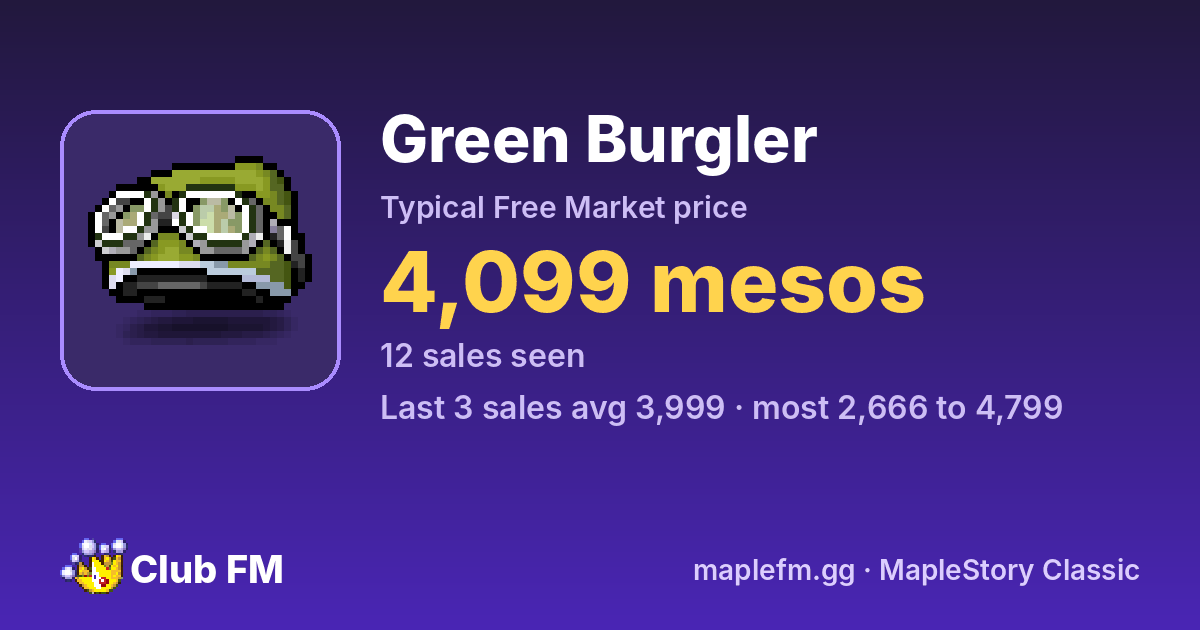 Green Burgler
Typical Free Market price
4,099 mesos
12 sales seen
Last 3 sales avg 3,999 · most 2,666 to 4,799
Club FM
maplefm.gg · MapleStory Classic